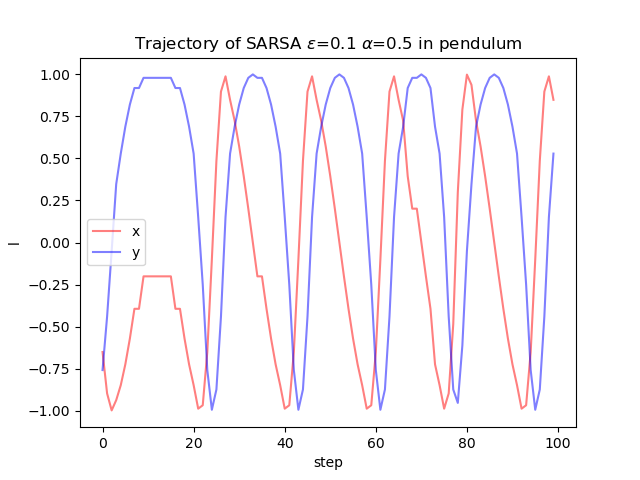 Trajectory of SARSA ε=0.1 α=0.5 in pendulum
1.00
0.75
0.50
0.25
0.00
−0.25
−0.50
−0.75
−1.00
l
x
y
0 20 40 60 80 100
step